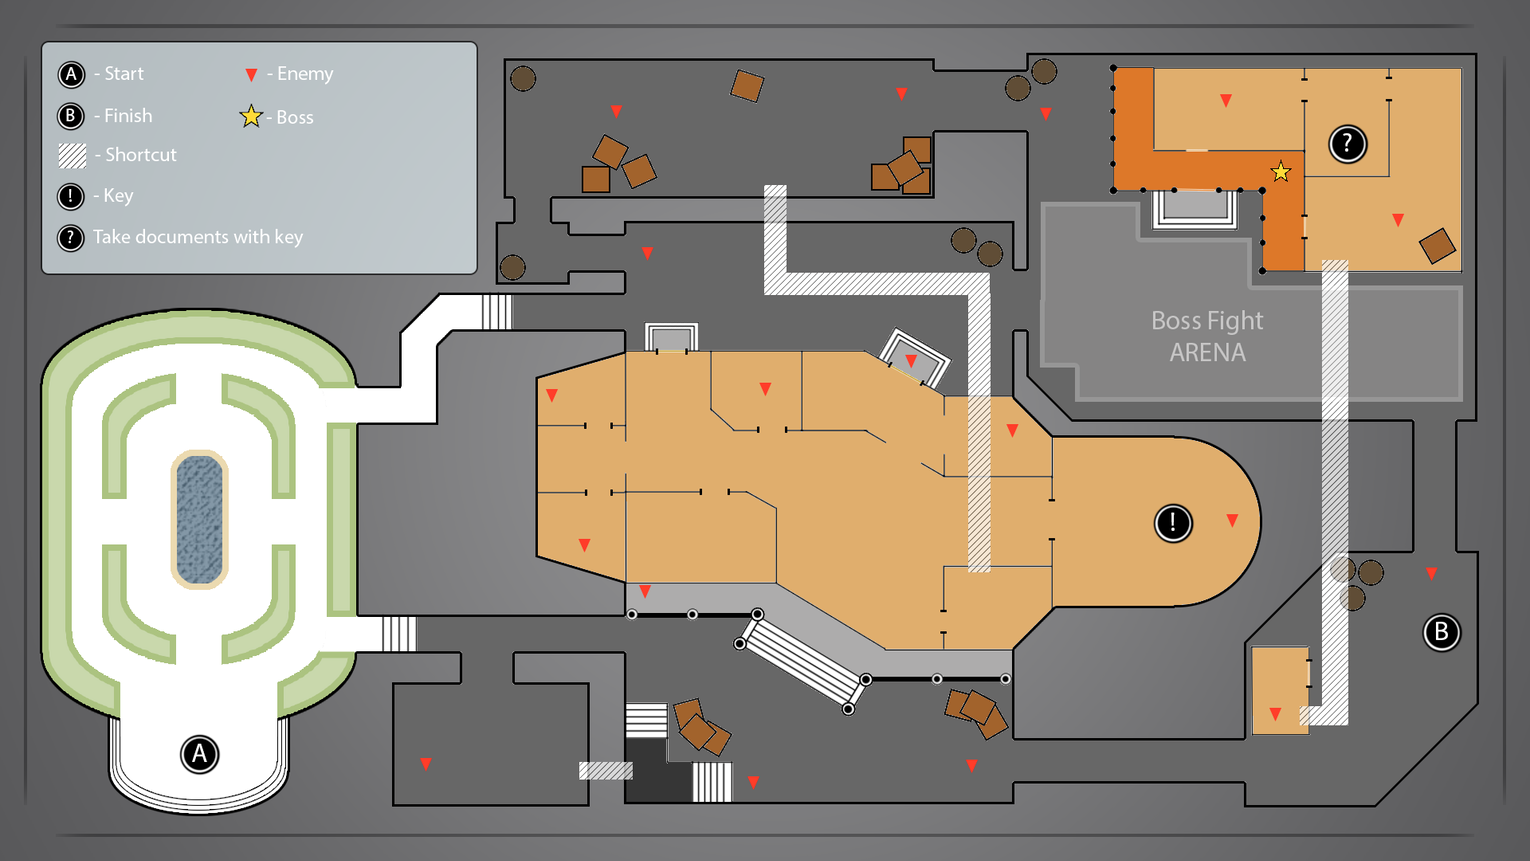 A - Start
- Enemy
B - Finish
- Boss
- Shortcut
! - Key
? Take documents with key
?
Boss Fight
ARENA
!
B
A